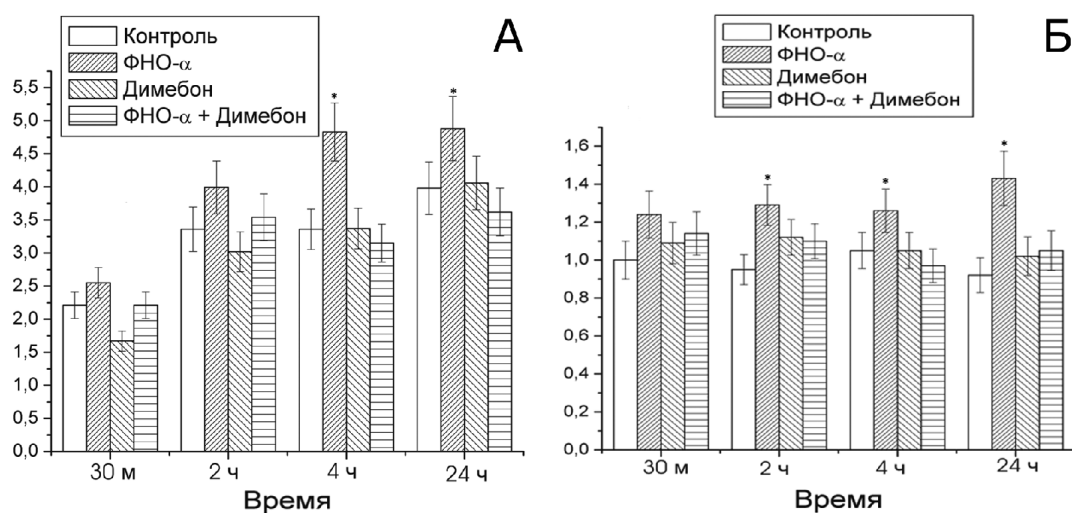 А
Контроль
ФНО-α
Димебон
ФНО-α + Димебон
5,5
5,0
4,5
4,0
3,5
3,0
2,5
2,0
1,5
1,0
0,5
0,0
* *
30 м 2 ч 4 ч 24 ч
Время
Б
Контроль
ФНО-α
Димебон
ФНО-α + Димебон
1,6
1,4
1,2
1,0
0,8
0,6
0,4
0,2
0,0
* * *
30 м 2 ч 4 ч 24 ч
Время